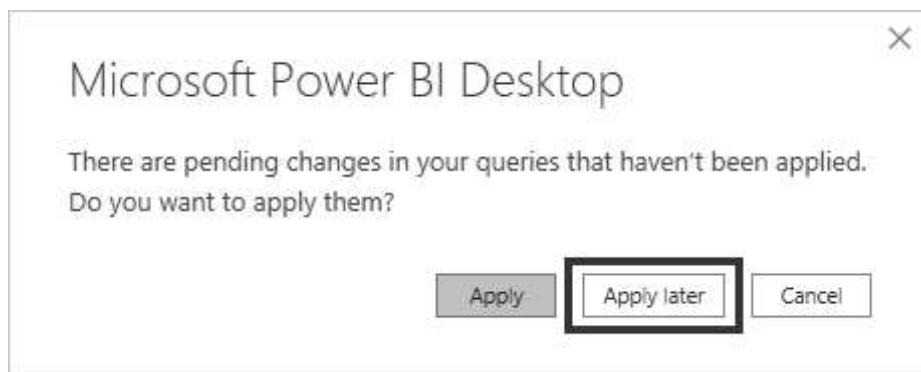 Microsoft Power BI Desktop
There are pending changes in your queries that haven't been applied.
Do you want to apply them?
Apply
Apply later
Cancel